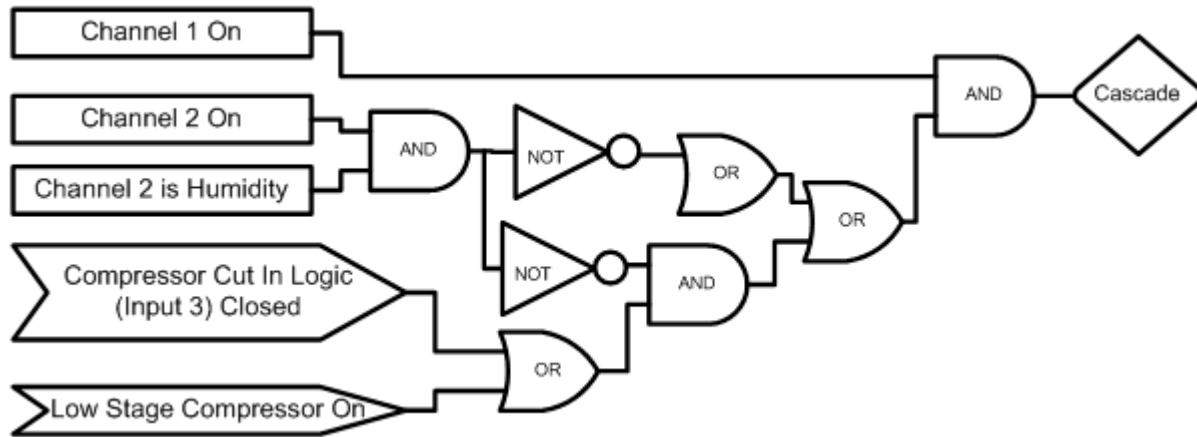 Channel 1 On
Channel 2 On
Channel 2 is Humidity
Compressor Cut In Logic
(Input 3) Closed
Low Stage Compressor On
AND
NOT
NOT
OR
OR
AND
OR
AND
Cascade